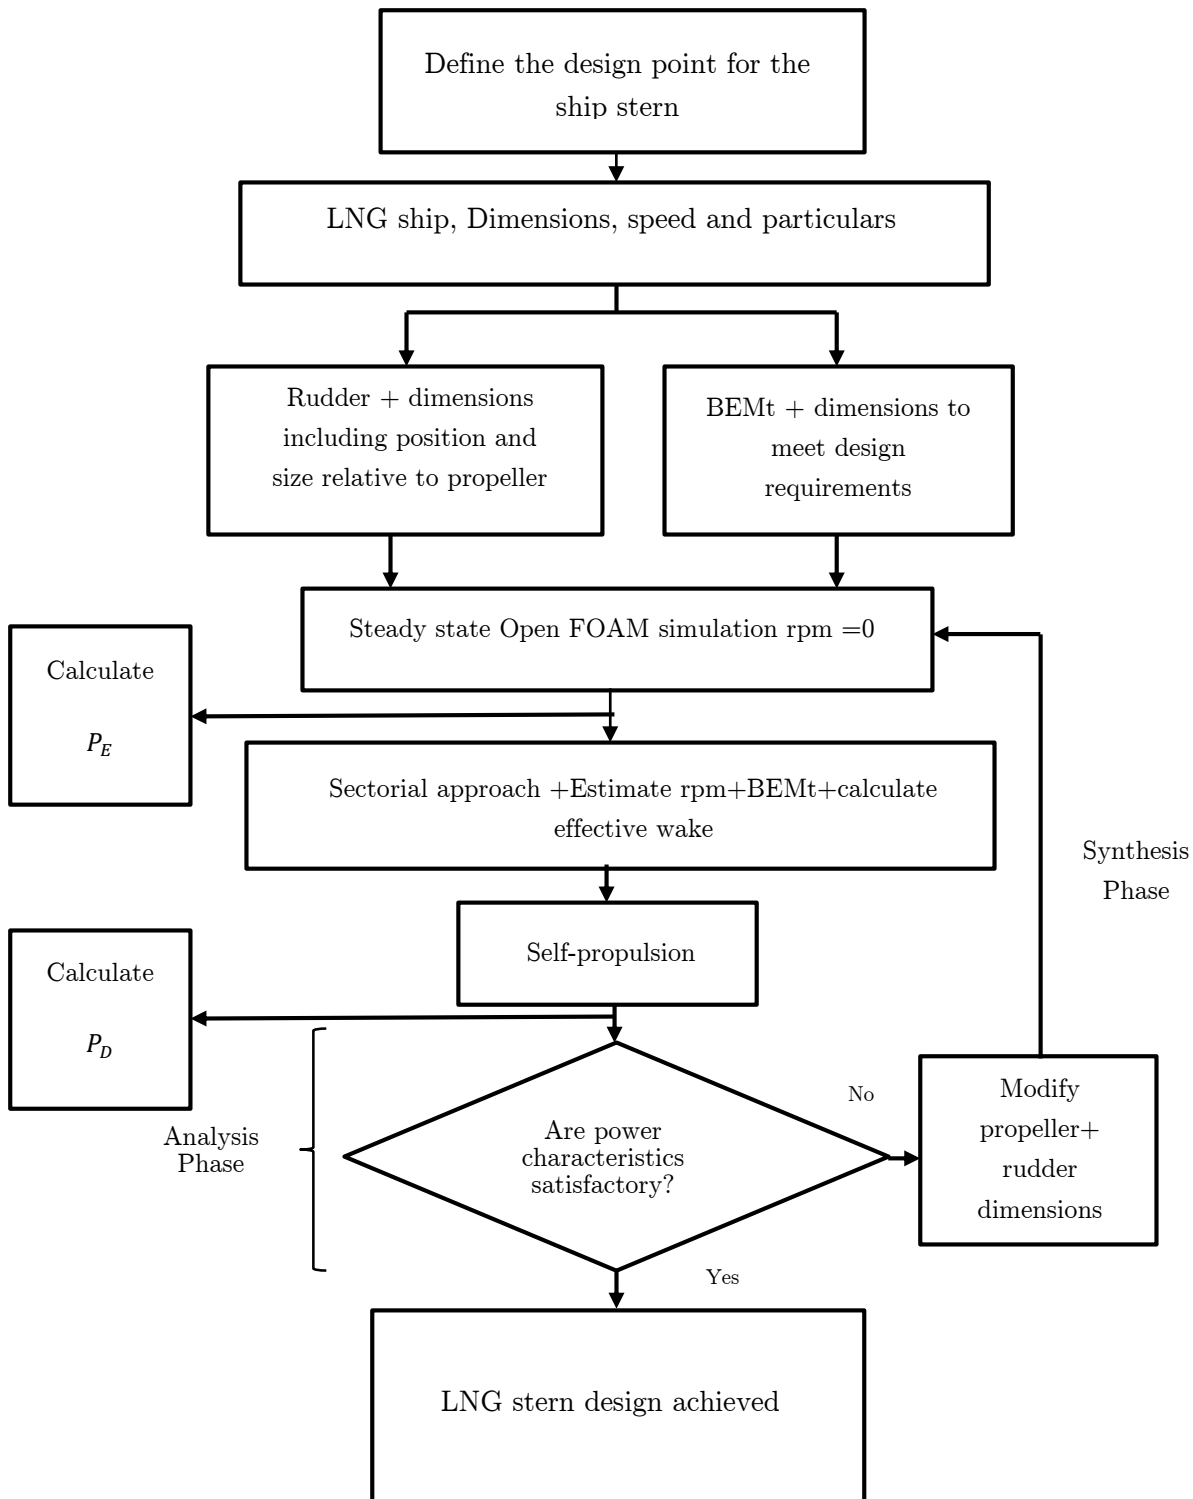 Define the design point for the
ship stern
LNG ship, Dimensions, speed and particulars
Rudder + dimensions
including position and
size relative to propeller
BEMt + dimensions to
meet design
requirements
Steady state Open FOAM simulation rpm =0
Calculate
P_E
Sectorial approach +Estimate rpm+BEMt+calculate
effective wake
Synthesis
Phase
Self-propulsion
Calculate
P_D
Analysis
Phase
Are power
characteristics
satisfactory?
No
Modify
propeller+
rudder
dimensions
Yes
LNG stern design achieved